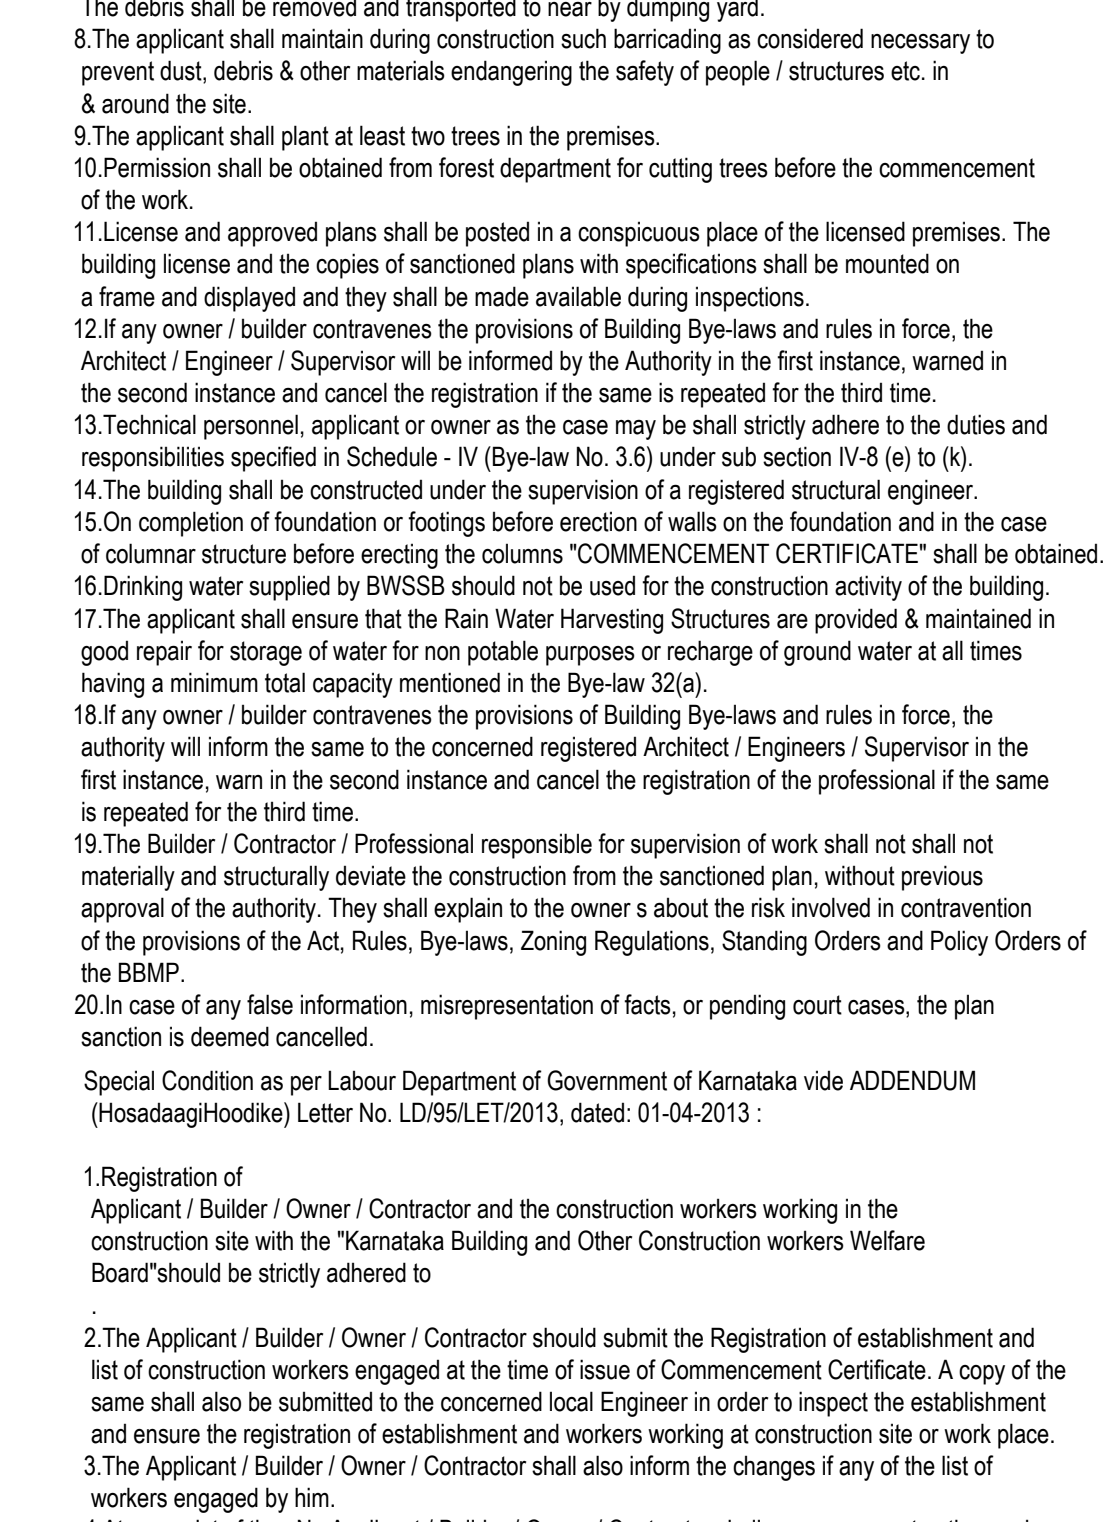 The debris shall be removed and transported to near by dumping yard.
8.The applicant shall maintain during construction such barricading as considered necessary to
prevent dust, debris & other materials endangering the safety of people / structures etc. in
& around the site.
9.The applicant shall plant at least two trees in the premises.
10.Permission shall be obtained from forest department for cutting trees before the commencement
of the work.
11.License and approved plans shall be posted in a conspicuous place of the licensed premises. The
building license and the copies of sanctioned plans with specifications shall be mounted on
a frame and displayed and they shall be made available during inspections.
12.If any owner / builder contravenes the provisions of Building Bye-laws and rules in force, the
Architect / Engineer / Supervisor will be informed by the Authority in the first instance, warned in
the second instance and cancel the registration if the same is repeated for the third time.
13.Technical personnel, applicant or owner as the case may be shall strictly adhere to the duties and
responsibilities specified in Schedule - IV (Bye-law No. 3.6) under sub section IV-8 (e) to (k).
14.The building shall be constructed under the supervision of a registered structural engineer.
15.On completion of foundation or footings before erection of walls on the foundation and in the case
of columnar structure before erecting the columns "COMMENCEMENT CERTIFICATE" shall be obtained.
16.Drinking water supplied by BWSSB should not be used for the construction activity of the building.
17.The applicant shall ensure that the Rain Water Harvesting Structures are provided & maintained in
good repair for storage of water for non potable purposes or recharge of ground water at all times
having a minimum total capacity mentioned in the Bye-law 32(a).
18.If any owner / builder contravenes the provisions of Building Bye-laws and rules in force, the
authority will inform the same to the concerned registered Architect / Engineers / Supervisor in the
first instance, warn in the second instance and cancel the registration of the professional if the same
is repeated for the third time.
19.The Builder / Contractor / Professional responsible for supervision of work shall not shall not
materially and structurally deviate the construction from the sanctioned plan, without previous
approval of the authority. They shall explain to the owner s about the risk involved in contravention
of the provisions of the Act, Rules, Bye-laws, Zoning Regulations, Standing Orders and Policy Orders of
the BBMP.
20.In case of any false information, misrepresentation of facts, or pending court cases, the plan
sanction is deemed cancelled.
Special Condition as per Labour Department of Government of Karnataka vide ADDENDUM
(HosadaagiHoodike) Letter No. LD/95/LET/2013, dated: 01-04-2013 :
1.Registration of
Applicant / Builder / Owner / Contractor and the construction workers working in the
construction site with the "Karnataka Building and Other Construction workers Welfare
Board"should be strictly adhered to
.
2.The Applicant / Builder / Owner / Contractor should submit the Registration of establishment and
list of construction workers engaged at the time of issue of Commencement Certificate. A copy of the
same shall also be submitted to the concerned local Engineer in order to inspect the establishment
and ensure the registration of establishment and workers working at construction site or work place.
3.The Applicant / Builder / Owner / Contractor shall also inform the changes if any of the list of
workers engaged by him.